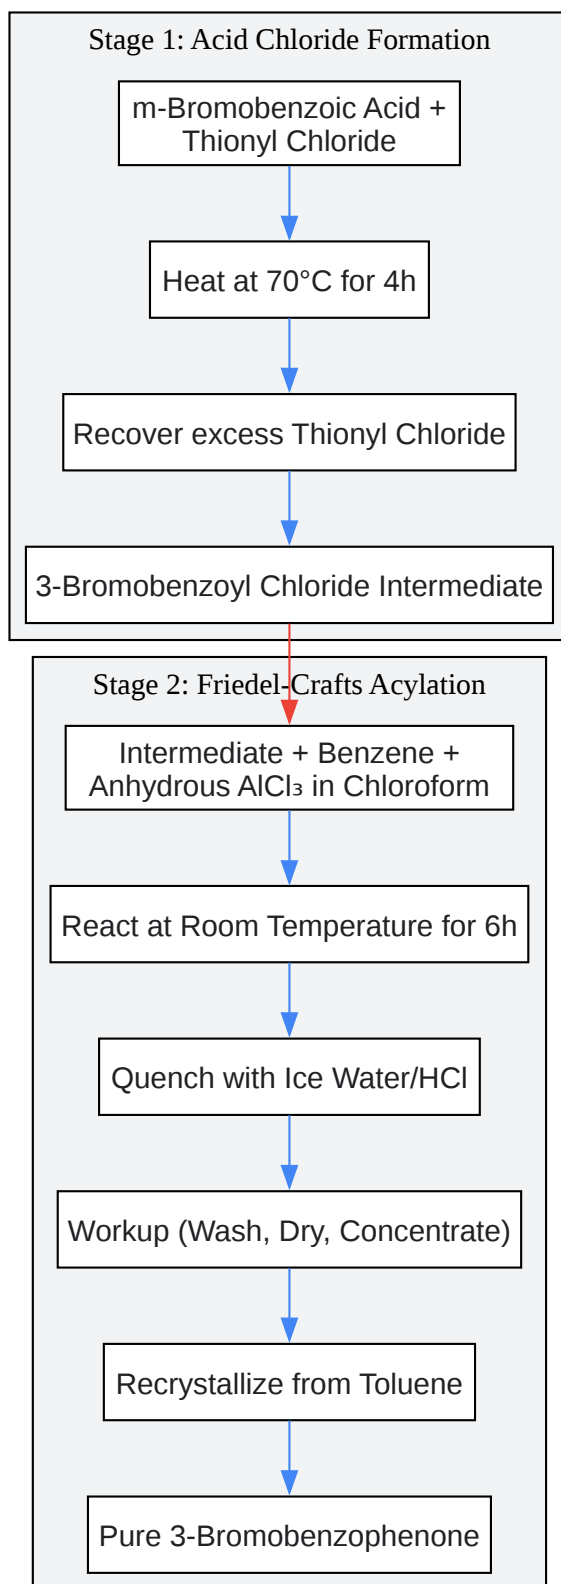 Stage 1: Acid Chloride Formation
m-Bromobenzoic Acid +
Thionyl Chloride
Heat at 70°C for 4h
Recover excess Thionyl Chloride
3-Bromobenzoyl Chloride Intermediate
Stage 2: Friedel-Crafts Acylation
Intermediate + Benzene +
Anhydrous AlCl₃ in Chloroform
React at Room Temperature for 6h
Quench with Ice Water/HCl
Workup (Wash, Dry, Concentrate)
Recrystallize from Toluene
Pure 3-Bromobenzophenone